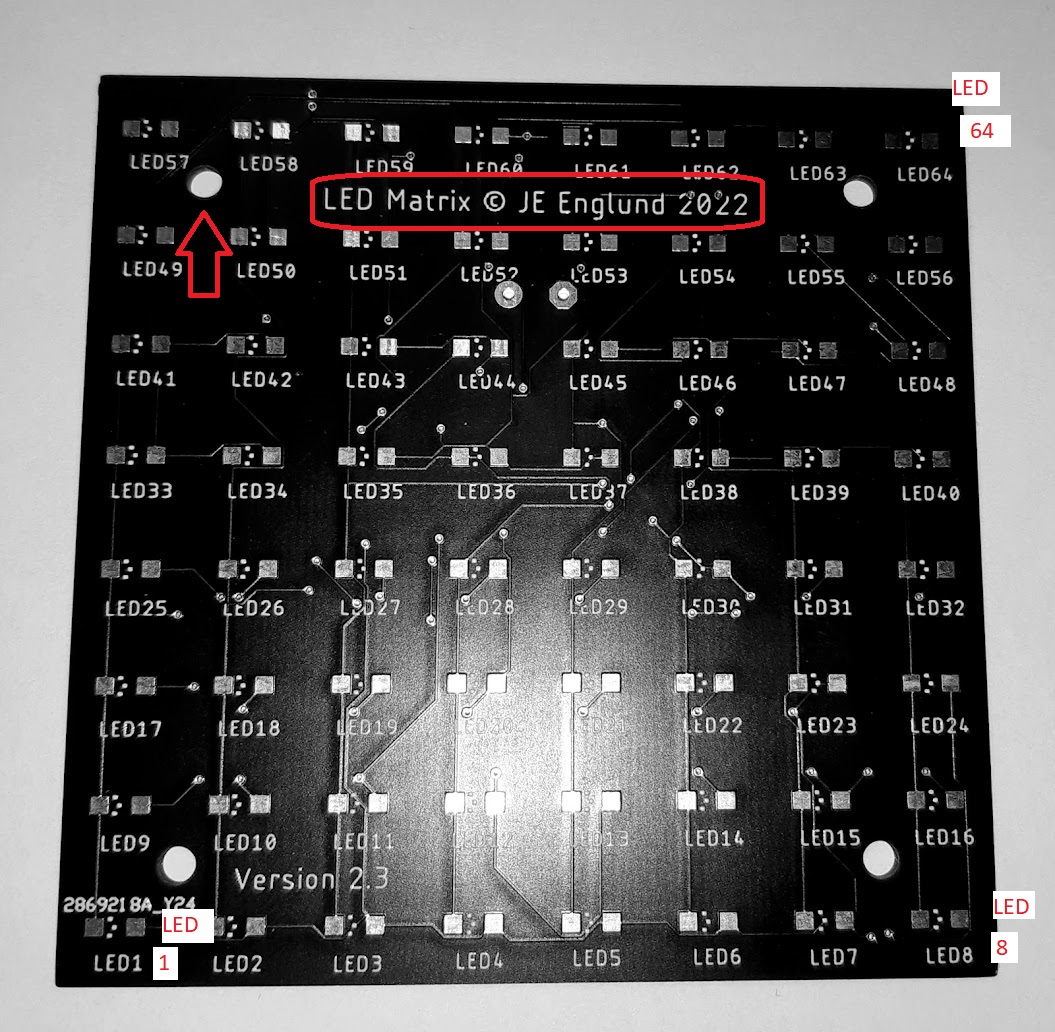 LED
64
LED57 LED58 LED59 LED60 LED61 LED62 LED63 LED64
LED Matrix © JE Englund 2022
LED49 LED50 LED51 LED52 LED53 LED54 LED55 LED56
LED41 LED42 LED43 LED44 LED45 LED46 LED47 LED48
LED33 LED34 LED35 LED36 LED37 LED38 LED39 LED40
LED25 LED26 LED27 LED28 LED29 LED30 LED31 LED32
LED17 LED18 LED19 LED22 LED23 LED24
LED9 LED10 LED11 LED13 LED14 LED15 LED16
Version 2.3
2869218A_Y24
LED
LED
1
8
LED1 LED2 LED3 LED4 LED5 LED6 LED7 LED8